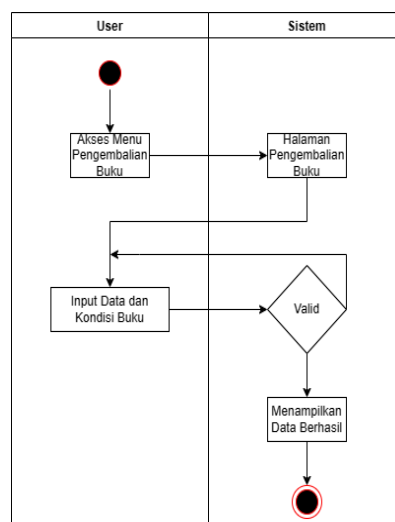 User
Sistem
Akses Menu
Pengembalian
Buku
Halaman
Pengembalian
Buku
Input Data dan
Kondisi Buku
Valid
Menampilkan
Data Berhasil